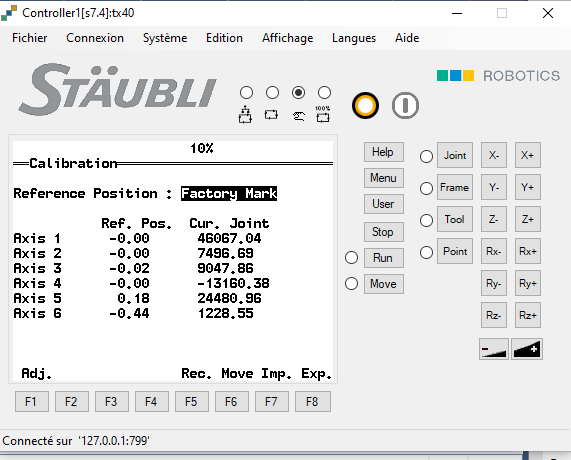 Controller1[s7.4]:tx40
Fichier Connexion Système Edition Affichage Langues Aide
STÄUBLI
ROBOTICS
100%
10%
Calibration
Reference Position : Factory Mark
Ref. Pos. Cur. Joint
Axis 1 -0.00 46067.04
Axis 2 -0.00 7496.69
Axis 3 -0.02 9047.86
Axis 4 -0.00 -13160.38
Axis 5 0.18 24480.96
Axis 6 -0.44 1228.55
Adj. Rec. Move Imp. Exp.
F1 F2 F3 F4 F5 F6 F7 F8
Help
Menu
User
Stop
Run
Move
Joint X- X+
Frame Y- Y+
Tool Z- Z+
Point Rx- Rx+
Ry- Ry+
Rz- Rz+
- +
Connecté sur '127.0.0.1:799'